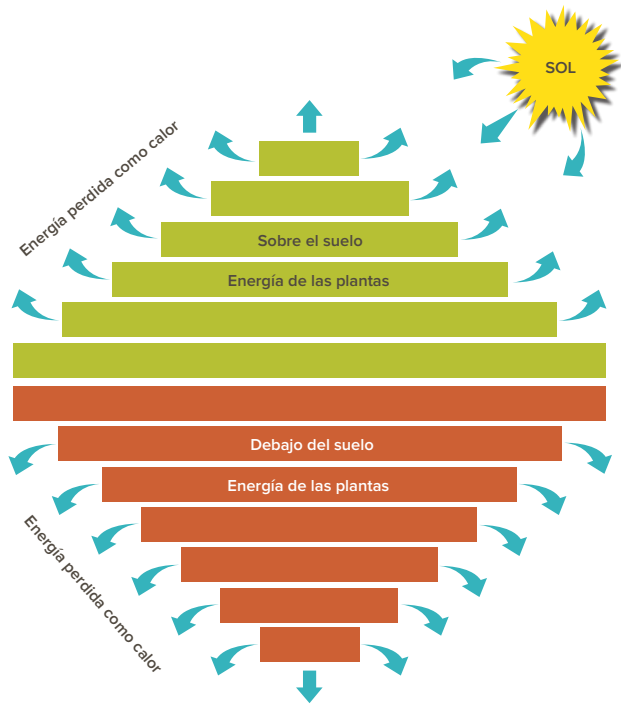 SOL
Energía perdida como calor
Sobre el suelo
Energía de las plantas
Debajo del suelo
Energía de las plantas
Energía perdida como calor